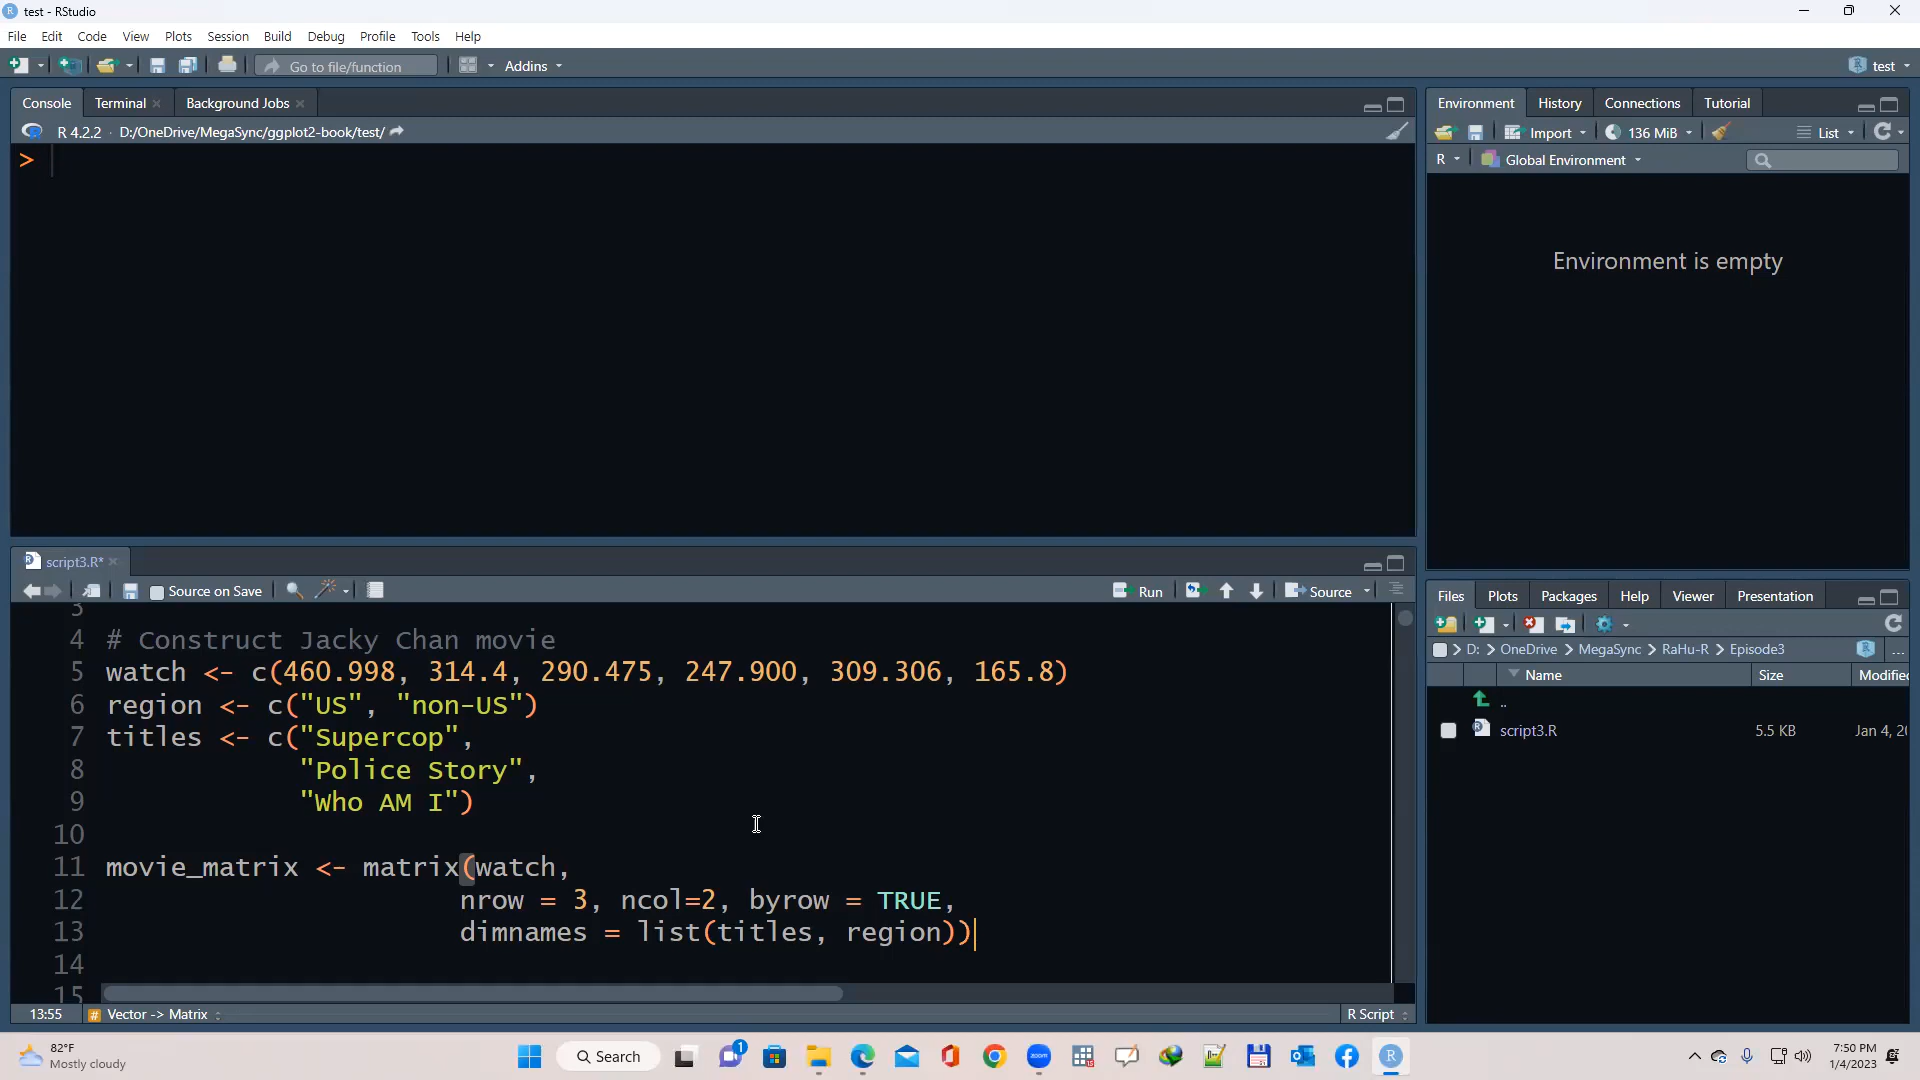 test - RStudio
File Edit Code View Plots Session Build Debug Profile Tools Help
Go to file/function Addins test
Console Terminal Background Jobs
R 4.2.2 · D:/OneDrive/MegaSync/ggplot2-book/test/
>
Environment History Connections Tutorial
Import 136 MiB List
R Global Environment
Environment is empty
script3.R*
Source on Save Run Source
3
4 # Construct Jacky Chan movie
5 watch <- c(460.998, 314.4, 290.475, 247.900, 309.306, 165.8)
6 region <- c("US", "non-US")
7 titles <- c("Supercop",
8 "Police Story",
9 "Who AM I")
10
11 movie_matrix <- matrix(watch,
12 nrow = 3, ncol=2, byrow = TRUE,
13 dimnames = list(titles, region))
14
15
13:55 # Vector -> Matrix R Script
Files Plots Packages Help Viewer Presentation
D: > OneDrive > MegaSync > RaHu-R > Episode3 ...
Name Size Modified
..
script3.R 5.5 KB Jan 4, 20
82°F
Mostly cloudy
Search
1
zoom
7:50 PM
1/4/2023